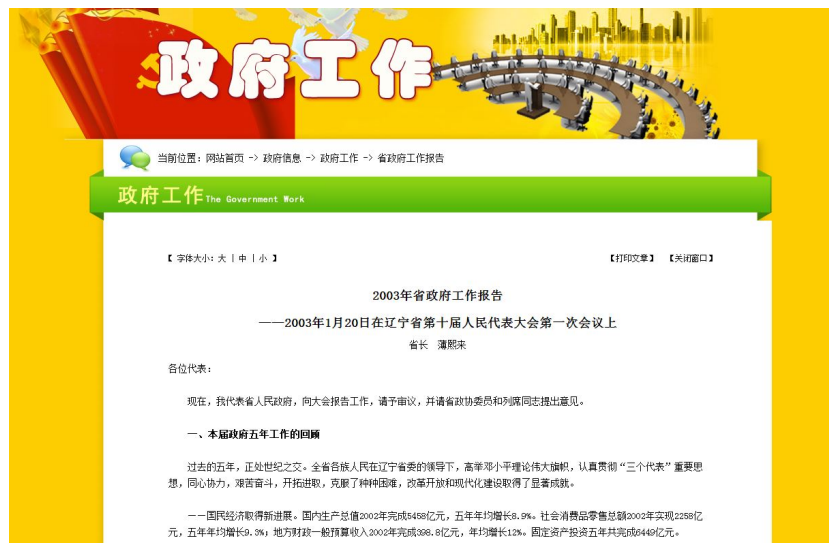 政府工作
当前位置：网站首页 -> 政府信息 -> 政府工作 -> 省政府工作报告
政府工作The Government Work
【 字体大小：大 | 中 | 小 】 【打印文章】 【关闭窗口】
2003年省政府工作报告
——2003年1月20日在辽宁省第十届人民代表大会第一次会议上
省长 薄熙来
各位代表：
现在，我代表省人民政府，向大会报告工作，请予审议，并请省政协委员和列席同志提出意见。
一、本届政府五年工作的回顾
过去的五年，正处世纪之交。全省各族人民在辽宁省委的领导下，高举邓小平理论伟大旗帜，认真贯彻“三个代表”重要思
想，同心协力，艰苦奋斗，开拓进取，克服了种种困难，改革开放和现代化建设取得了显著成就。
――国民经济取得新进展。国内生产总值2002年完成5458亿元，五年年均增长8.9%。社会消费品零售总额2002年实现2258亿
元，五年年均增长9.3%；地方财政一般预算收入2002年完成398.8亿元，年均增长12%。固定资产投资五年共完成6449亿元。